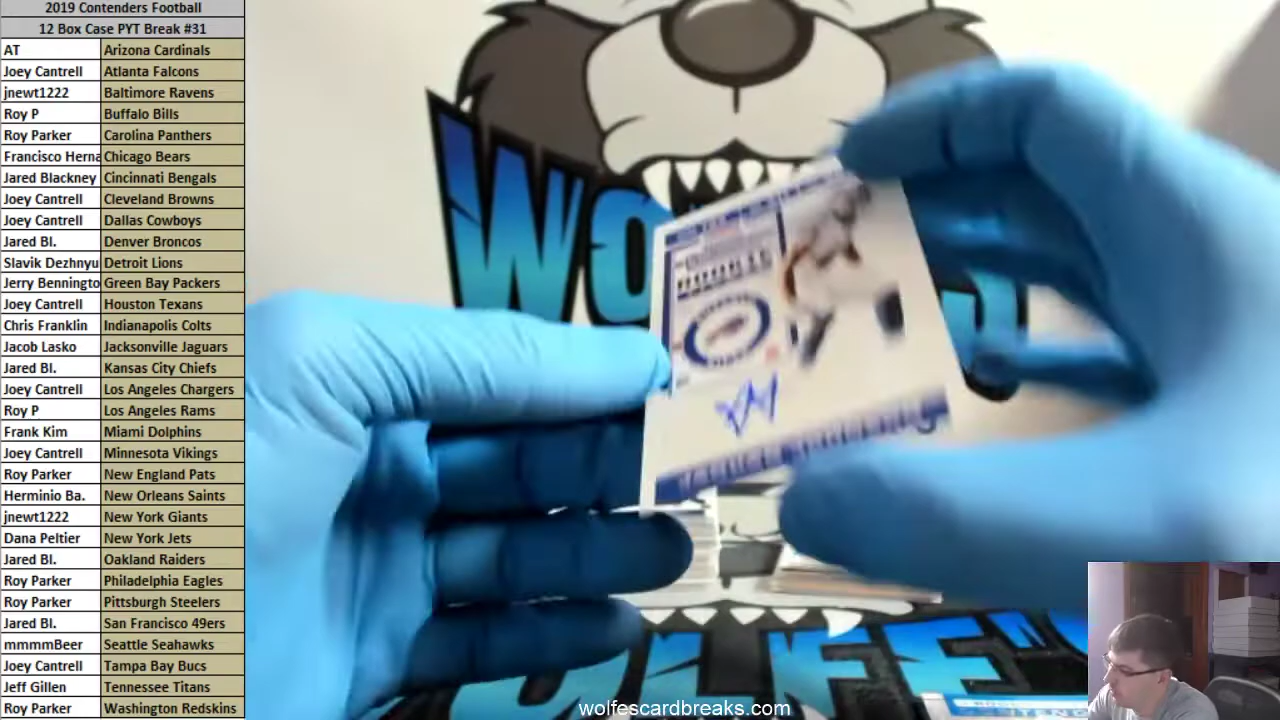 2019 Contenders Football
12 Box Case PYT Break #31
AT Arizona Cardinals
Joey Cantrell Atlanta Falcons
jnewt1222 Baltimore Ravens
Roy P Buffalo Bills
Roy Parker Carolina Panthers
Francisco Herna Chicago Bears
Jared Blackney Cincinnati Bengals
Joey Cantrell Cleveland Browns
Joey Cantrell Dallas Cowboys
Jared Bl. Denver Broncos
Slavik Dezhnyu Detroit Lions
Jerry Benningto Green Bay Packers
Joey Cantrell Houston Texans
Chris Franklin Indianapolis Colts
Jacob Lasko Jacksonville Jaguars
Jared Bl. Kansas City Chiefs
Joey Cantrell Los Angeles Chargers
Roy P Los Angeles Rams
Frank Kim Miami Dolphins
Joey Cantrell Minnesota Vikings
Roy Parker New England Pats
Herminio Ba. New Orleans Saints
jnewt1222 New York Giants
Dana Peltier New York Jets
Jared Bl. Oakland Raiders
Roy Parker Philadelphia Eagles
Roy Parker Pittsburgh Steelers
Jared Bl. San Francisco 49ers
mmmmBeer Seattle Seahawks
Joey Cantrell Tampa Bay Bucs
Jeff Gillen Tennessee Titans
Roy Parker Washington Redskins
wolfescardbreaks.com